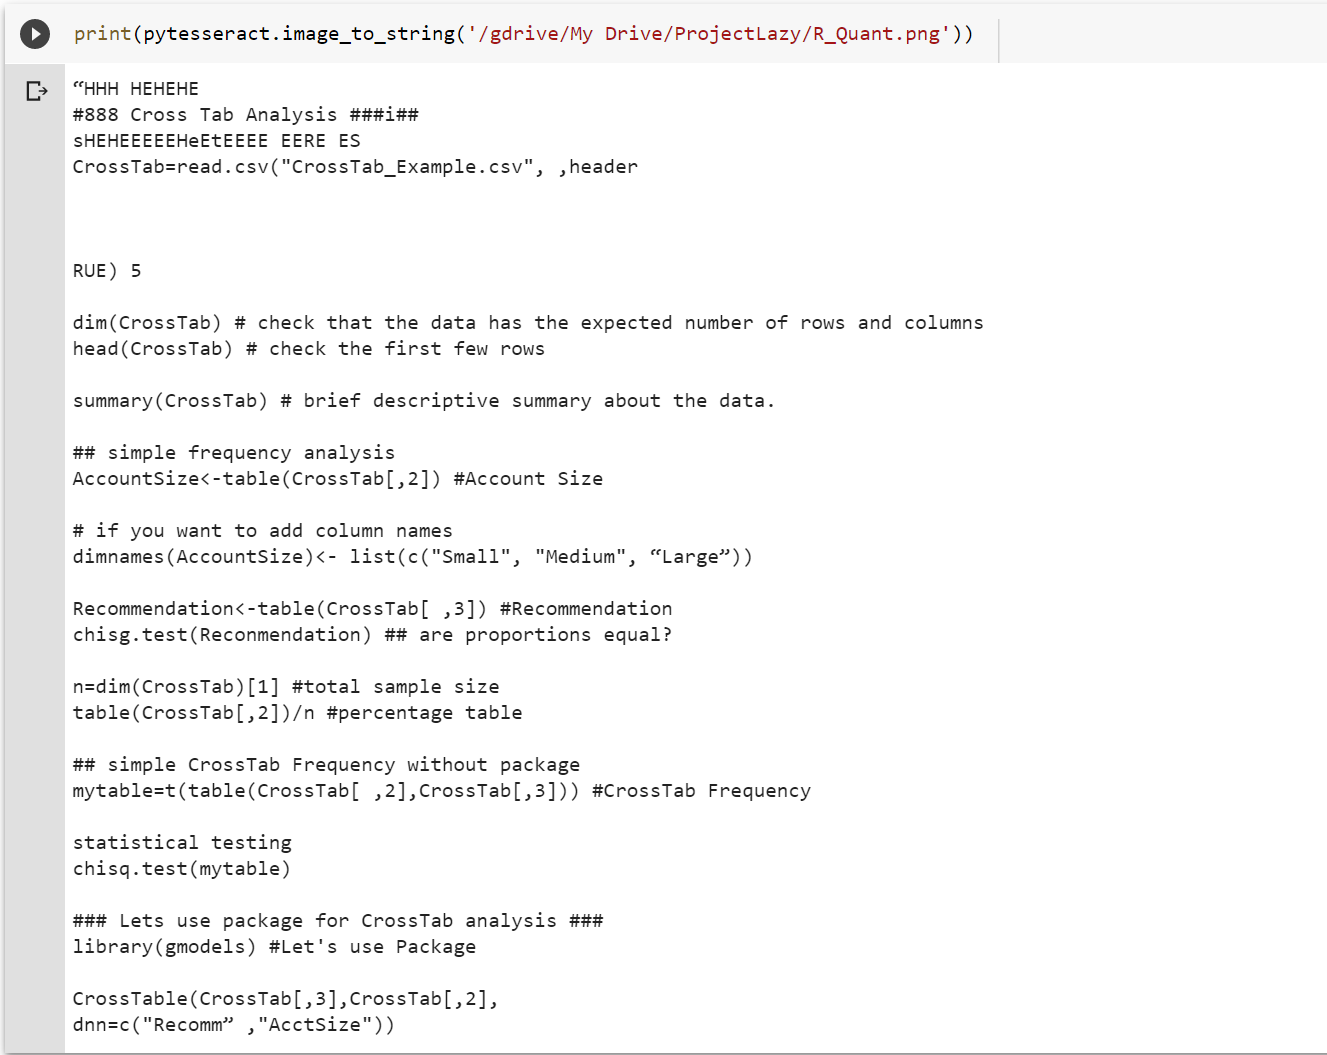 print(pytesseract.image_to_string('/gdrive/My Drive/ProjectLazy/R_Quant.png'))
“HHH HEHEHE
#888 Cross Tab Analysis ###i##
sHEHEEEEEHeEtEEEE EERE ES
CrossTab=read.csv("CrossTab_Example.csv", ,header
RUE) 5
dim(CrossTab) # check that the data has the expected number of rows and columns
head(CrossTab) # check the first few rows
summary(CrossTab) # brief descriptive summary about the data.
## simple frequency analysis
AccountSize<-table(CrossTab[,2]) #Account Size
# if you want to add column names
dimnames(AccountSize)<- list(c("Small", "Medium", “Large”))
Recommendation<-table(CrossTab[ ,3]) #Recommendation
chisg.test(Reconmendation) ## are proportions equal?
n=dim(CrossTab)[1] #total sample size
table(CrossTab[,2])/n #percentage table
## simple CrossTab Frequency without package
mytable=t(table(CrossTab[ ,2],CrossTab[,3])) #CrossTab Frequency
statistical testing
chisq.test(mytable)
### Lets use package for CrossTab analysis ###
library(gmodels) #Let's use Package
CrossTable(CrossTab[,3],CrossTab[,2],
dnn=c("Recomm” ,"AcctSize"))